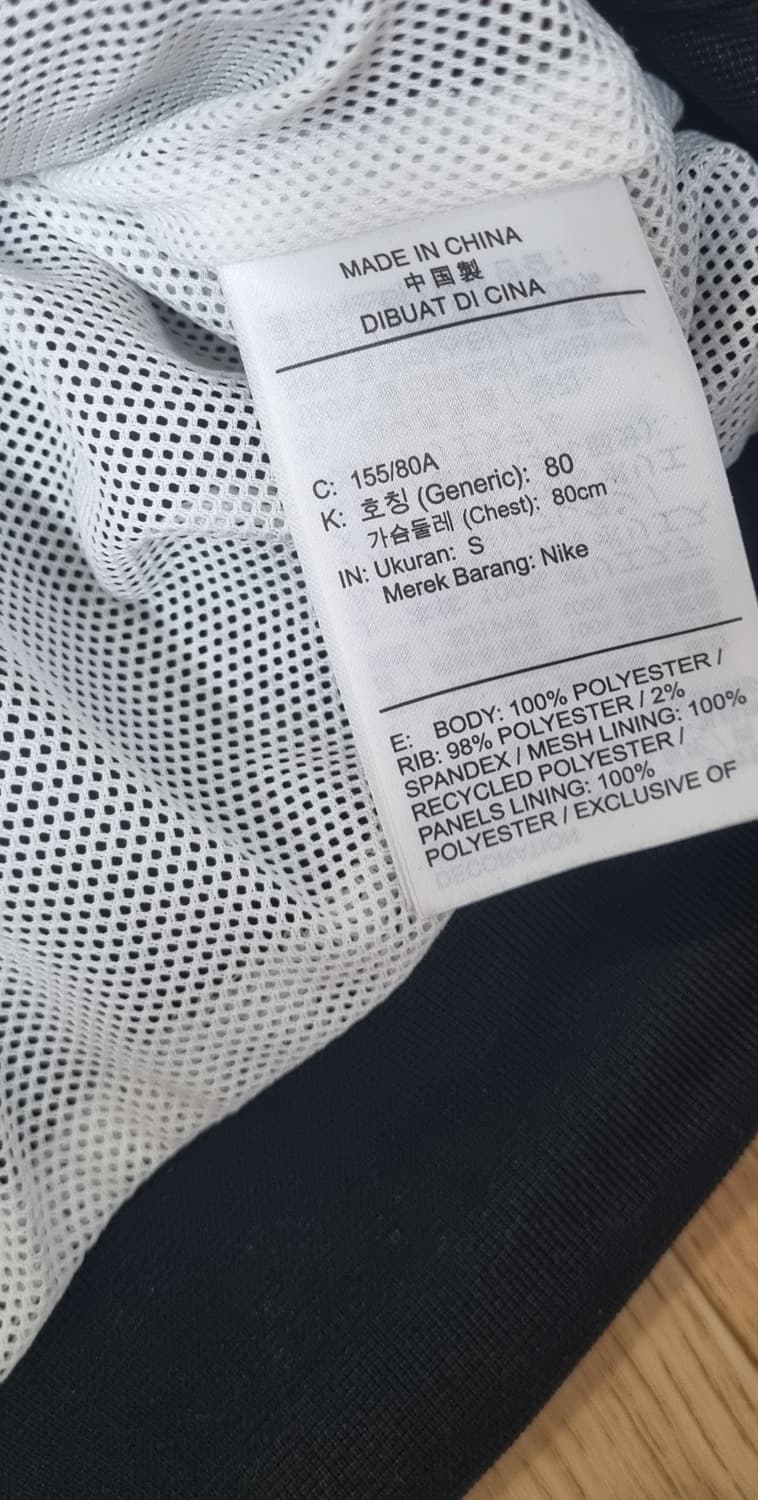 MADE IN CHINA
中国製
DIBUAT DI CINA
C: 155/80A
K: 호칭 (Generic): 80
가슴둘레 (Chest): 80cm
IN: Ukuran: S
Merek Barang: Nike
E: BODY: 100% POLYESTER /
RIB: 98% POLYESTER / 2%
SPANDEX / MESH LINING: 100%
RECYCLED POLYESTER /
PANELS LINING: 100%
POLYESTER / EXCLUSIVE OF
DECORATION